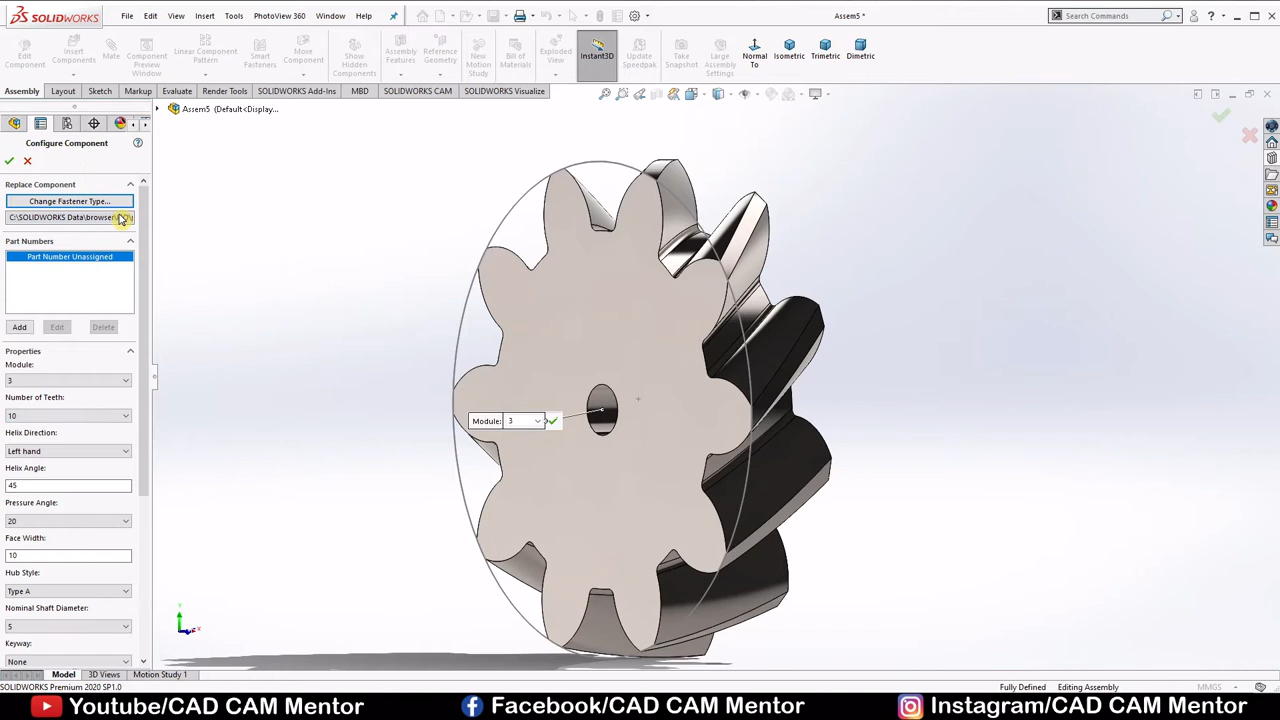 SOLIDWORKS File Edit View Insert Tools PhotoView 360 Window Help Assem5 * Search Commands
Edit Component Insert Components Mate Component Preview Window Linear Component Pattern Smart Fasteners Move Component Show Hidden Components Assembly Features Reference Geometry New Motion Study Bill of Materials Exploded View Instant3D Update Speedpak Take Snapshot Large Assembly Settings Normal To Isometric Trimetric Dimetric
Assembly Layout Sketch Markup Evaluate Render Tools SOLIDWORKS Add-Ins MBD SOLIDWORKS CAM SOLIDWORKS Visualize
Assem5 (Default<Display...
Configure Component
Replace Component
Change Fastener Type...
C:\SOLIDWORKS Data\browser
Part Numbers
Part Number Unassigned
Add Edit Delete
Properties
Module:
3
Number of Teeth:
10
Helix Direction:
Left hand
Helix Angle:
45
Pressure Angle:
20
Face Width:
10
Hub Style:
Type A
Nominal Shaft Diameter:
5
Keyway:
None
Module: 3
Y
X
Model 3D Views Motion Study 1
SOLIDWORKS Premium 2020 SP1.0 Fully Defined Editing Assembly MMGS
Youtube/CAD CAM Mentor Facebook/CAD CAM Mentor Instagram/CAD CAM Mentor